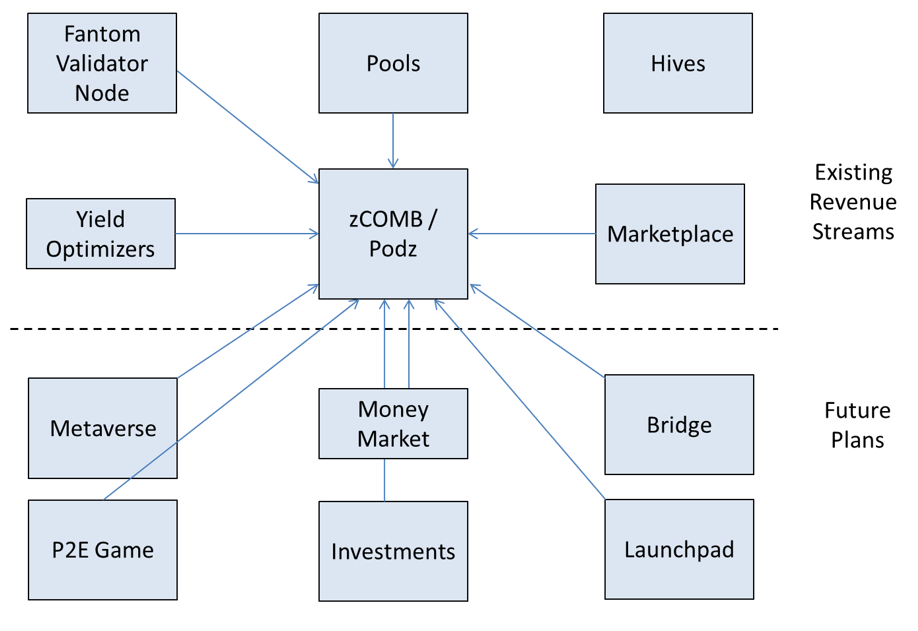 Fantom
Validator
Node
Pools
Hives
Existing
Revenue
Streams
Yield
Optimizers
zCOMB /
Podz
Marketplace
Metaverse
Money
Market
Bridge
Future
Plans
P2E Game
Investments
Launchpad